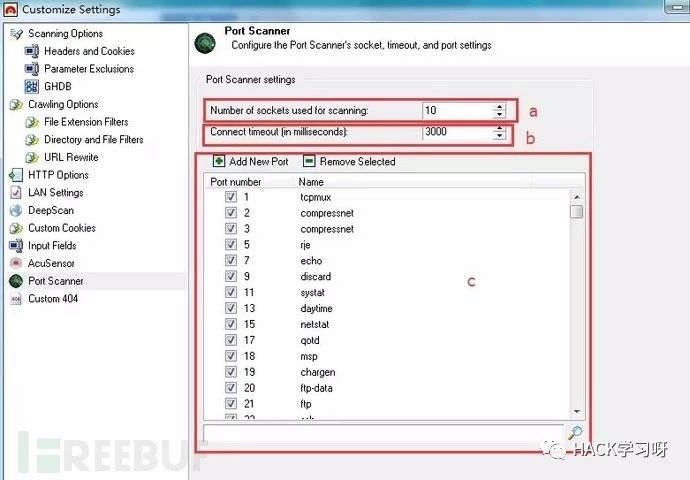 Customize Settings
Scanning Options
Headers and Cookies
Parameter Exclusions
GHDB
Crawling Options
File Extension Filters
Directory and File Filters
URL Rewrite
HTTP Options
LAN Settings
DeepScan
Custom Cookies
Input Fields
AcuSensor
Port Scanner
Custom 404
Port Scanner
Configure the Port Scanner's socket, timeout, and port settings
Port Scanner settings
Number of sockets used for scanning: 10 a
Connect timeout (in milliseconds): 3000 b
Add New Port Remove Selected
Port number Name
1 tcpmux
2 compressnet
3 compressnet
5 rje
7 echo
9 discard
11 systat
13 daytime
15 netstat
17 qotd
18 msp
19 chargen
20 ftp-data
21 ftp
c
FREEBUF
HACK学习呀